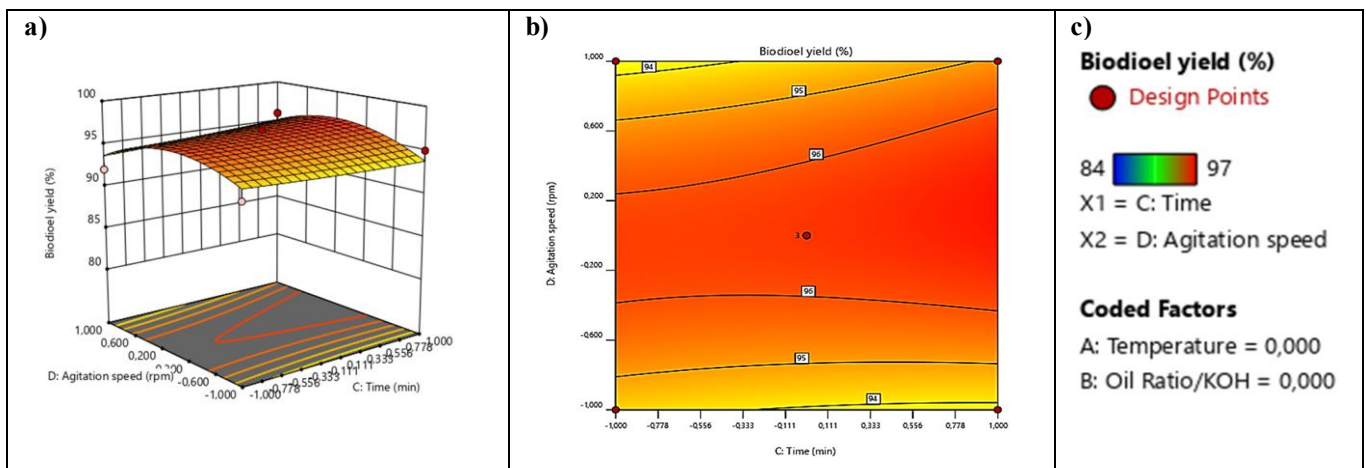 a)
100
95
90
85
80
Biodioel yield (%)
1,000
0,600
0,200
-0,600
-1,000
D: Agitation speed (rpm)
-1,000
-0,778
-0,556
-0,333
-0,111
0,111
0,333
0,556
0,778
1,000
C: Time (min)
b)
Biodioel yield (%)
1,000
0,600
0,200
-0,200
-0,600
-1,000
D: Agitation speed (rpm)
94
95
96
3
96
95
94
-1,000 -0,778 -0,556 -0,333 -0,111 0,111 0,333 0,556 0,778 1,000
C: Time (min)
c)
Biodioel yield (%)
Design Points
84 97
X1 = C: Time
X2 = D: Agitation speed
Coded Factors
A: Temperature = 0,000
B: Oil Ratio/KOH = 0,000